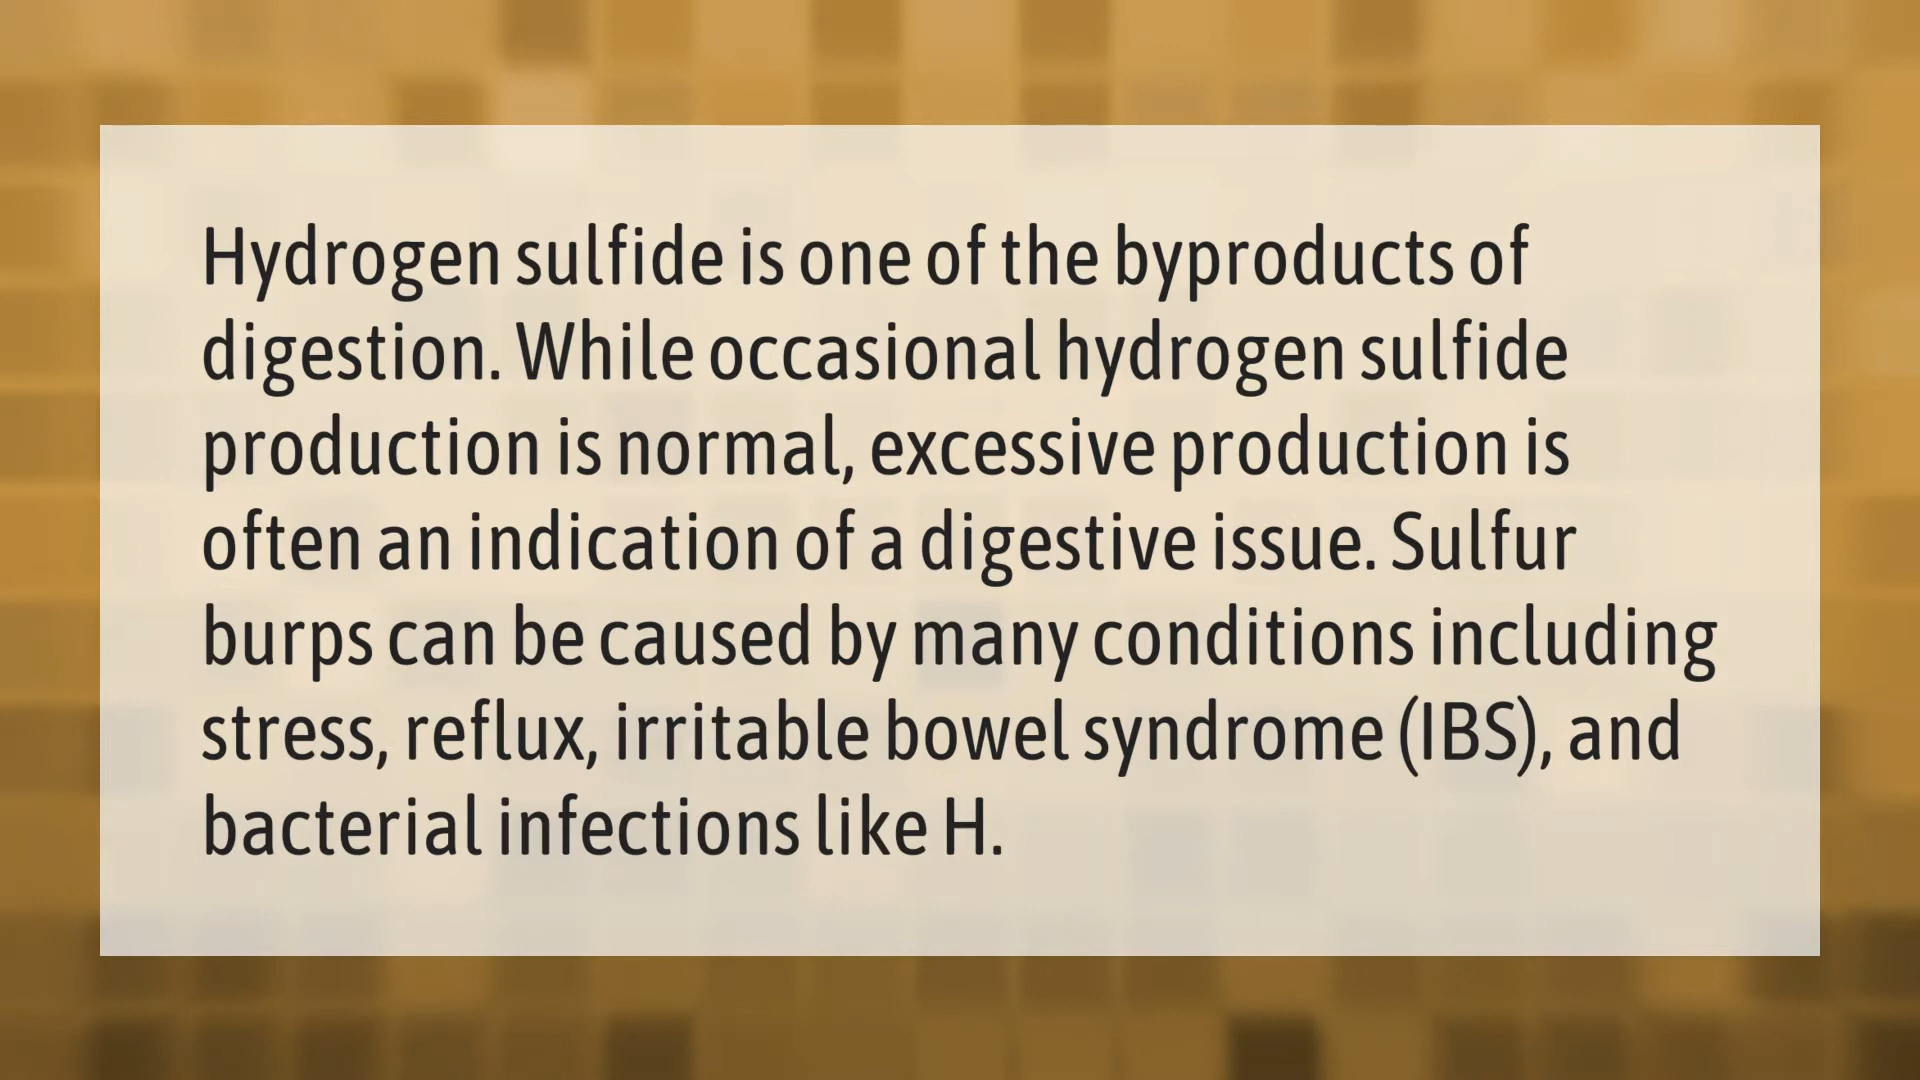 Hydrogen sulfide is one of the byproducts of
digestion. While occasional hydrogen sulfide
production is normal, excessive production is
often an indication of a digestive issue. Sulfur
burps can be caused by many conditions including
stress, reflux, irritable bowel syndrome (IBS), and
bacterial infections like H.